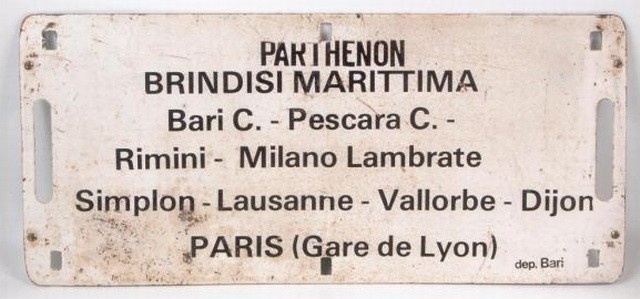 PARTHENON
BRINDISI MARITTIMA
Bari C. - Pescara C. -
Rimini - Milano Lambrate
Simplon - Lausanne - Vallorbe - Dijon
PARIS (Gare de Lyon)
dep. Bari